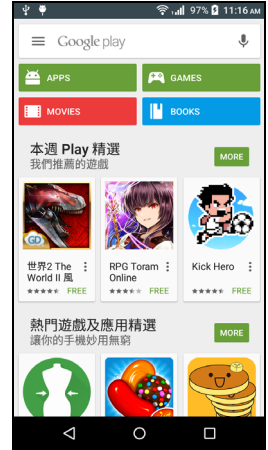 97% 11:16 AM
Google play
APPS
GAMES
MOVIES
BOOKS
本週 Play 精選
我們推薦的遊戲
MORE
GD
世界2 The
World II 風
FREE
RPG Toram
Online
FREE
Kick Hero
FREE
熱門遊戲及應用精選
讓你的手機妙用無窮
MORE